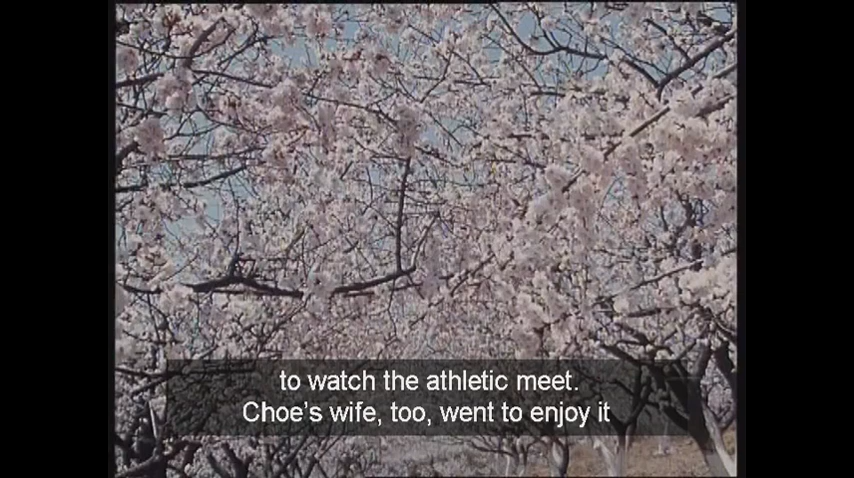 to watch the athletic meet.
Choe's wife, too, went to enjoy it